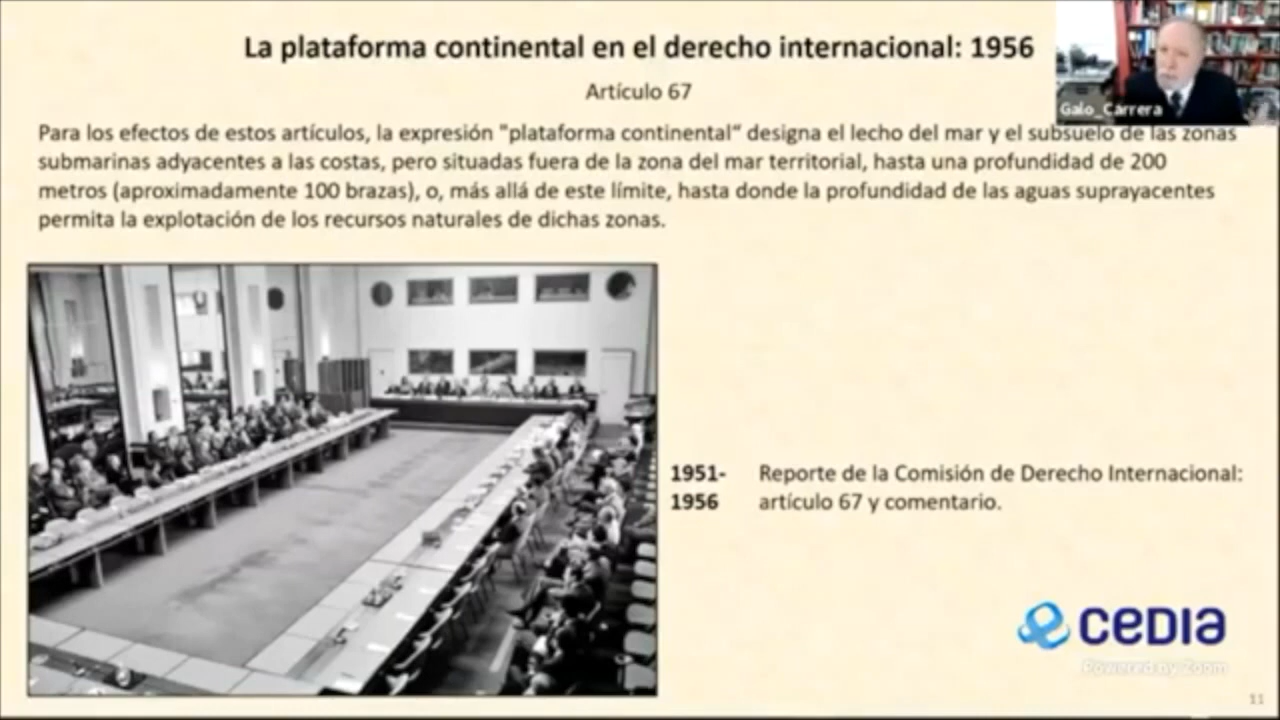 La plataforma continental en el derecho internacional: 1956
Artículo 67
Galo_Carrera
Para los efectos de estos artículos, la expresión "plataforma continental“ designa el lecho del mar y el subsuelo de las zonas
submarinas adyacentes a las costas, pero situadas fuera de la zona del mar territorial, hasta una profundidad de 200
metros (aproximadamente 100 brazas), o, más allá de este límite, hasta donde la profundidad de las aguas suprayacentes
permita la explotación de los recursos naturales de dichas zonas.
1951- Reporte de la Comisión de Derecho Internacional:
1956 artículo 67 y comentario.
cedia
Powered by Zoom
11